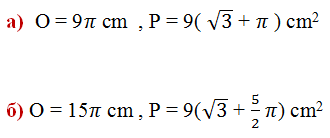 а) O = 9π cm , P = 9( √3 + π ) cm²
б) O = 15π cm , P = 9(√3 + 5/2 π) cm²